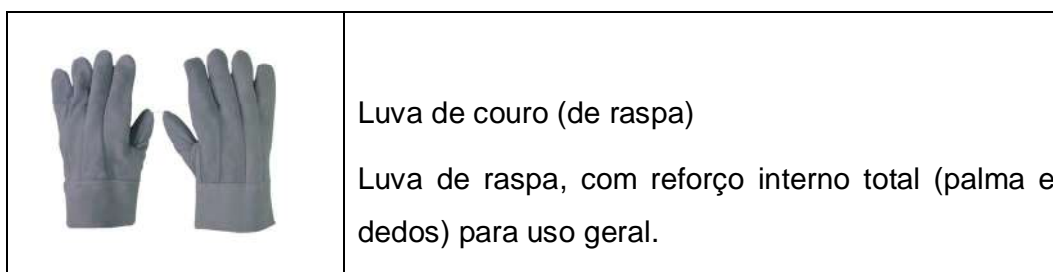 Luva de couro (de raspa)
Luva de raspa, com reforço interno total (palma e
dedos) para uso geral.